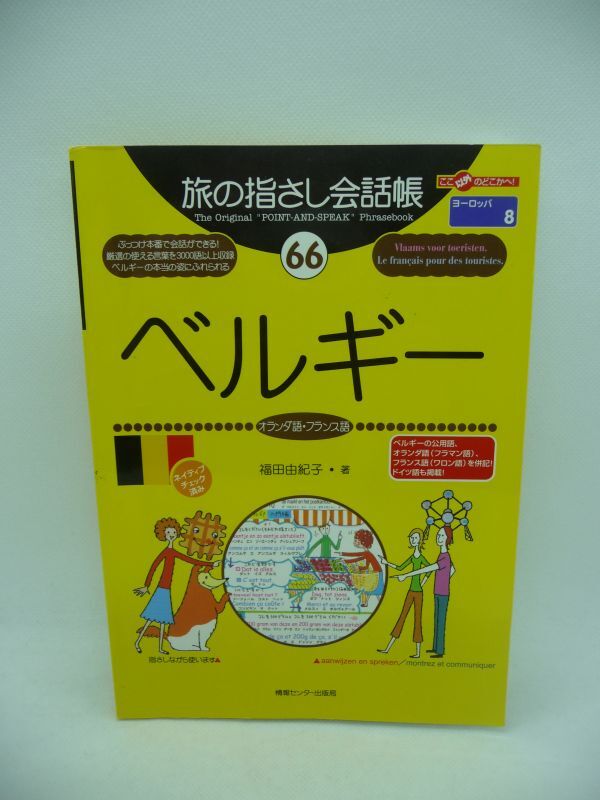 旅の指さし会話帳
The Original "POINT-AND-SPEAK" Phrasebook
ここ以外のどこかへ!
ヨーロッパ
8
66
ぶっつけ本番で会話ができる!
厳選の使える言葉を3000語以上収録
ベルギーの本当の姿にふれられる
Vlaams voor toeristen.
Le français pour des touristes.
ベルギー
オランダ語・フランス語
ネイティブ
チェック
済み
福田由紀子・著
ベルギーの公用語、
オランダ語(フラマン語)、
フランス語(ワロン語)を併記!
ドイツ語も掲載!
Dat is alles
C'est tout
指さしながら使います▲
▲aanwijzen en spreken/montrez et communiquer
情報センター出版局